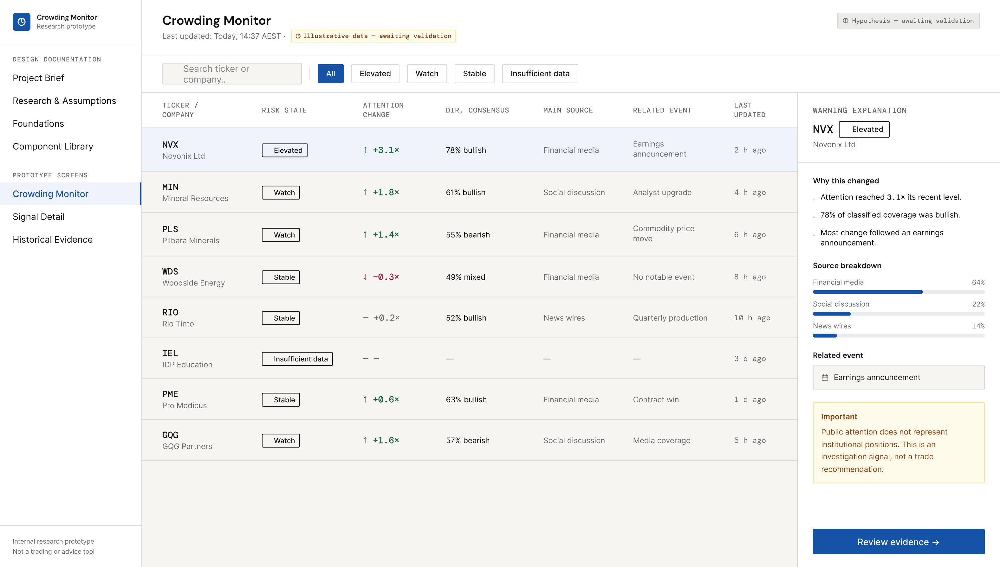 Crowding Monitor
Research prototype
DESIGN DOCUMENTATION
Project Brief
Research & Assumptions
Foundations
Component Library
PROTOTYPE SCREENS
Crowding Monitor
Signal Detail
Historical Evidence
Internal research prototype
Not a trading or advice tool
Crowding Monitor
Last updated: Today, 14:37 AEST ·
Illustrative data — awaiting validation
Hypothesis — awaiting validation
Search ticker or
company...
All
Elevated
Watch
Stable
Insufficient data
TICKER /
COMPANY
RISK STATE
ATTENTION
CHANGE
DIR. CONSENSUS
MAIN SOURCE
RELATED EVENT
LAST
UPDATED
NVX
Novonix Ltd
Elevated
↑ +3.1×
78% bullish
Financial media
Earnings
announcement
2 h ago
MIN
Mineral Resources
Watch
↑ +1.8×
61% bullish
Social discussion
Analyst upgrade
4 h ago
PLS
Pilbara Minerals
Watch
↑ +1.4×
55% bearish
Financial media
Commodity price
move
6 h ago
WDS
Woodside Energy
Stable
↓ −0.3×
49% mixed
Financial media
No notable event
8 h ago
RIO
Rio Tinto
Stable
— +0.2×
52% bullish
News wires
Quarterly production
10 h ago
IEL
IDP Education
Insufficient data
— —
—
—
—
3 d ago
PME
Pro Medicus
Stable
↑ +0.6×
63% bullish
Financial media
Contract win
1 d ago
GQG
GQG Partners
Watch
↑ +1.6×
57% bearish
Social discussion
Media coverage
5 h ago
WARNING EXPLANATION
NVX
Elevated
Novonix Ltd
Why this changed
· Attention reached 3.1× its recent level.
· 78% of classified coverage was bullish.
· Most change followed an earnings
announcement.
Source breakdown
Financial media 64%
Social discussion 22%
News wires 14%
Related event
Earnings announcement
Important
Public attention does not represent
institutional positions. This is an
investigation signal, not a trade
recommendation.
Review evidence →